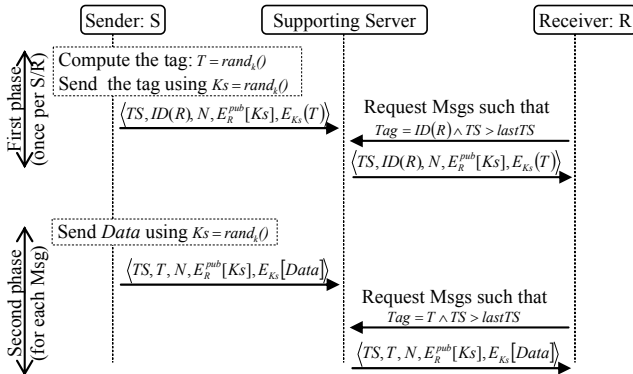 Sender: S
Supporting Server
Receiver: R
First phase
(once per S/R)
Compute the tag: T = rand_k()
Send the tag using Ks = rand_k()
⟨TS, ID(R), N, E_R^pub[Ks], E_Ks(T)⟩
Request Msgs such that
Tag = ID(R) ∧ TS > lastTS
⟨TS, ID(R), N, E_R^pub[Ks], E_Ks(T)⟩
Second phase
(for each Msg)
Send Data using Ks = rand_k()
⟨TS, T, N, E_R^pub[Ks], E_Ks[Data]⟩
Request Msgs such that
Tag = T ∧ TS > lastTS
⟨TS, T, N, E_R^pub[Ks], E_Ks[Data]⟩